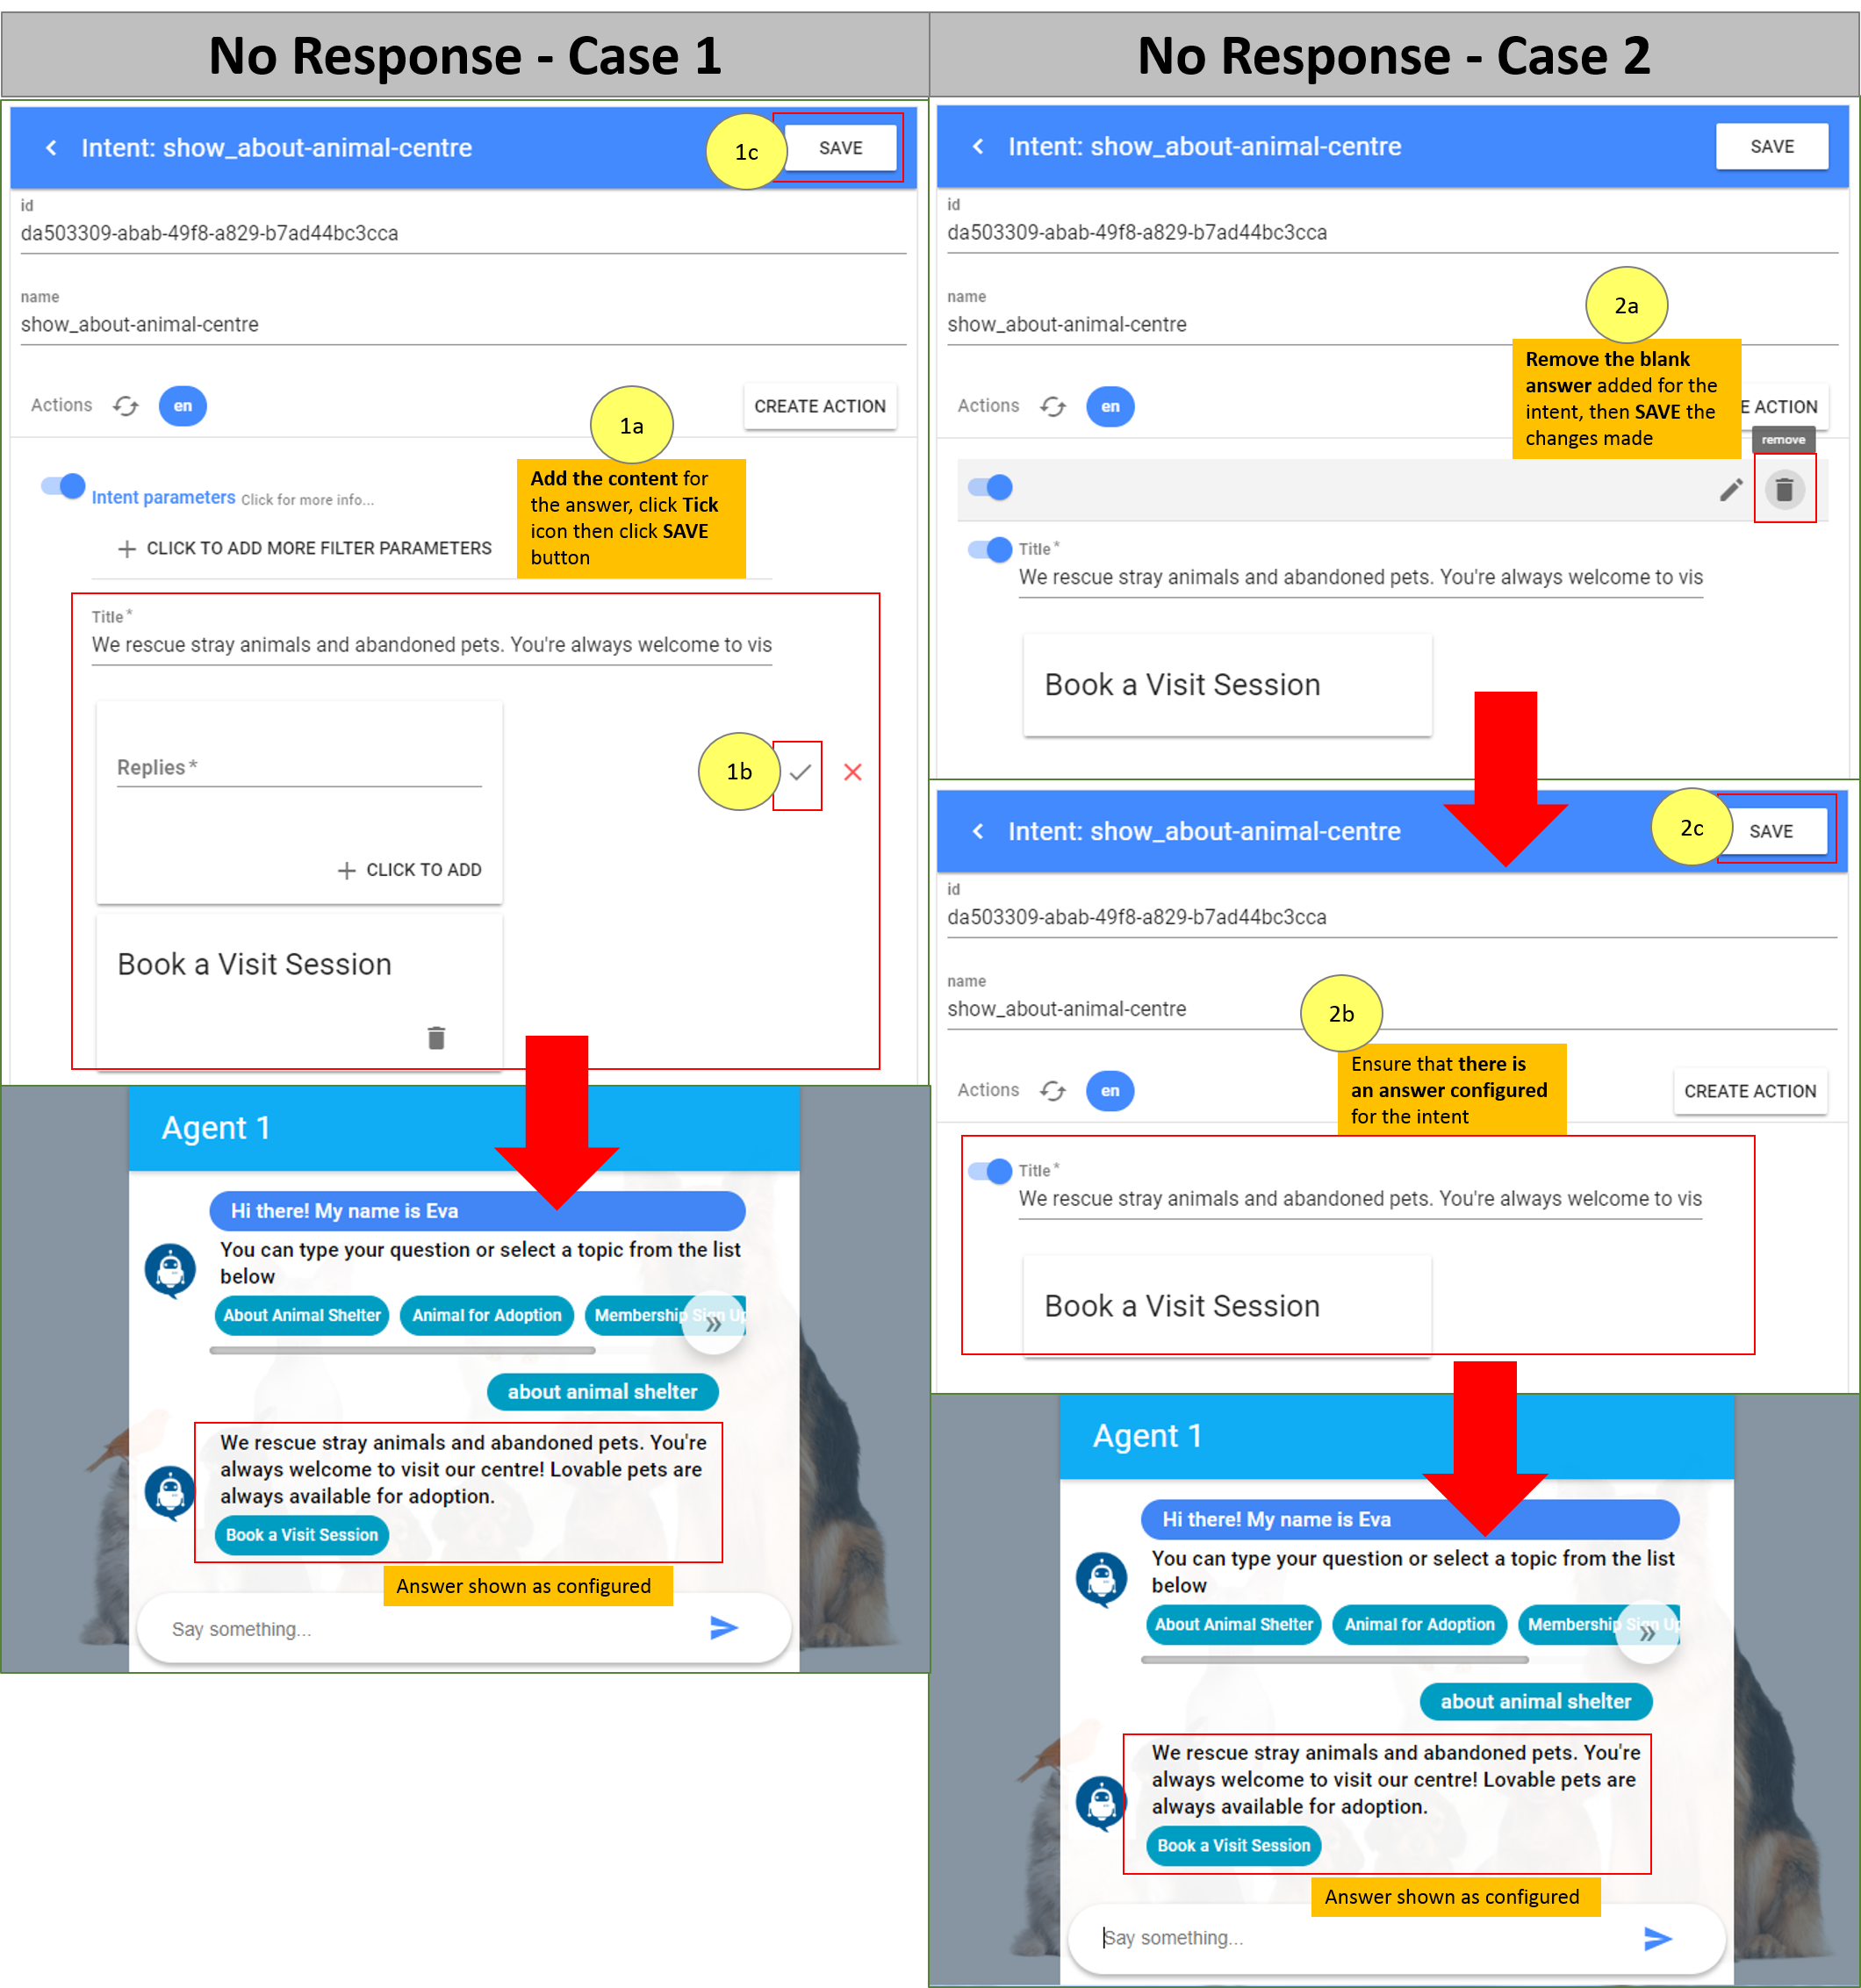 No Response - Case 1
Intent: show_about-animal-centre
1c
SAVE
id
da503309-abab-49f8-a829-b7ad44bc3cca
name
show_about-animal-centre
Actions
en
CREATE ACTION
1a
Add the content for
the answer, click Tick
icon then click SAVE
button
Intent parameters Click for more info...
CLICK TO ADD MORE FILTER PARAMETERS
Title *
We rescue stray animals and abandoned pets. You're always welcome to vis
Replies *
1b
CLICK TO ADD
Book a Visit Session
Agent 1
Hi there! My name is Eva
You can type your question or select a topic from the list
below
About Animal Shelter
Animal for Adoption
Membership Sign Up
about animal shelter
We rescue stray animals and abandoned pets. You're
always welcome to visit our centre! Lovable pets are
always available for adoption.
Book a Visit Session
Answer shown as configured
Say something...
No Response - Case 2
Intent: show_about-animal-centre
SAVE
id
da503309-abab-49f8-a829-b7ad44bc3cca
name
show_about-animal-centre
2a
Remove the blank
answer added for the
intent, then SAVE the
changes made
Actions
en
E ACTION
remove
Title *
We rescue stray animals and abandoned pets. You're always welcome to vis
Book a Visit Session
Intent: show_about-animal-centre
2c
SAVE
id
da503309-abab-49f8-a829-b7ad44bc3cca
name
show_about-animal-centre
2b
Ensure that there is
an answer configured
for the intent
Actions
en
CREATE ACTION
Title *
We rescue stray animals and abandoned pets. You're always welcome to vis
Book a Visit Session
Agent 1
Hi there! My name is Eva
You can type your question or select a topic from the list
below
About Animal Shelter
Animal for Adoption
Membership Sign Up
about animal shelter
We rescue stray animals and abandoned pets. You're
always welcome to visit our centre! Lovable pets are
always available for adoption.
Book a Visit Session
Answer shown as configured
Say something...